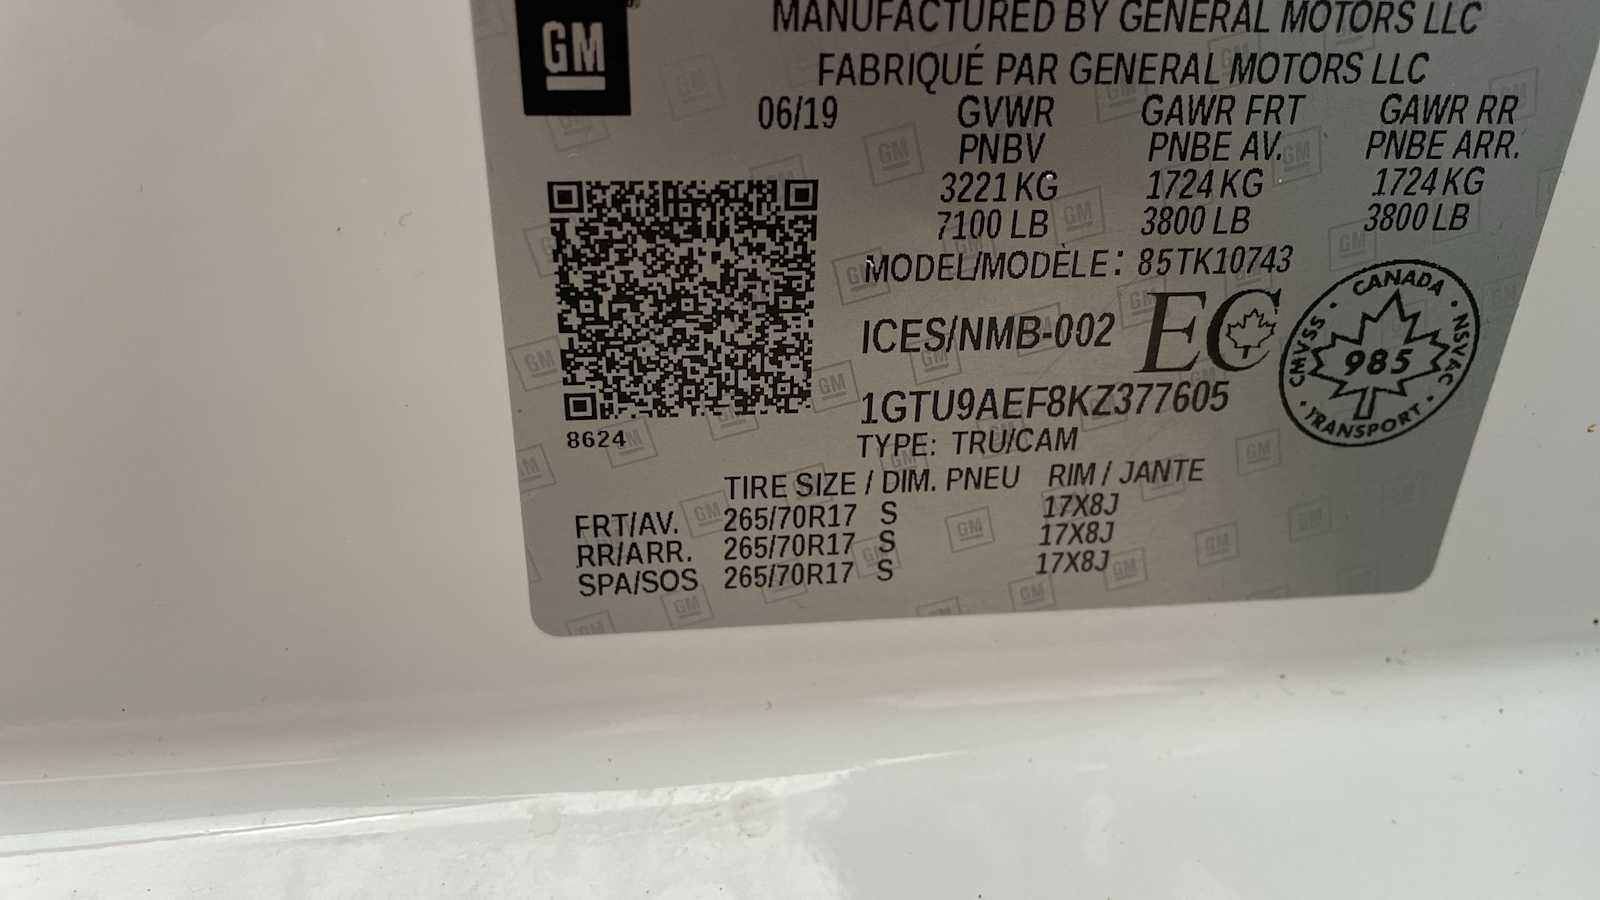 GM
MANUFACTURED BY GENERAL MOTORS LLC
FABRIQUÉ PAR GENERAL MOTORS LLC
06/19 GVWR GAWR FRT GAWR RR
PNBV PNBE AV. PNBE ARR.
3221 KG 1724 KG 1724 KG
7100 LB 3800 LB 3800 LB
MODEL/MODÈLE: 85TK10743
ICES/NMB-002 EC
CANADA
CMVSS · 985 · NSVAC
TRANSPORT
1GTU9AEF8KZ377605
8624
TYPE: TRU/CAM
TIRE SIZE / DIM. PNEU RIM / JANTE
FRT/AV. 265/70R17 S 17X8J
RR/ARR. 265/70R17 S 17X8J
SPA/SOS 265/70R17 S 17X8J